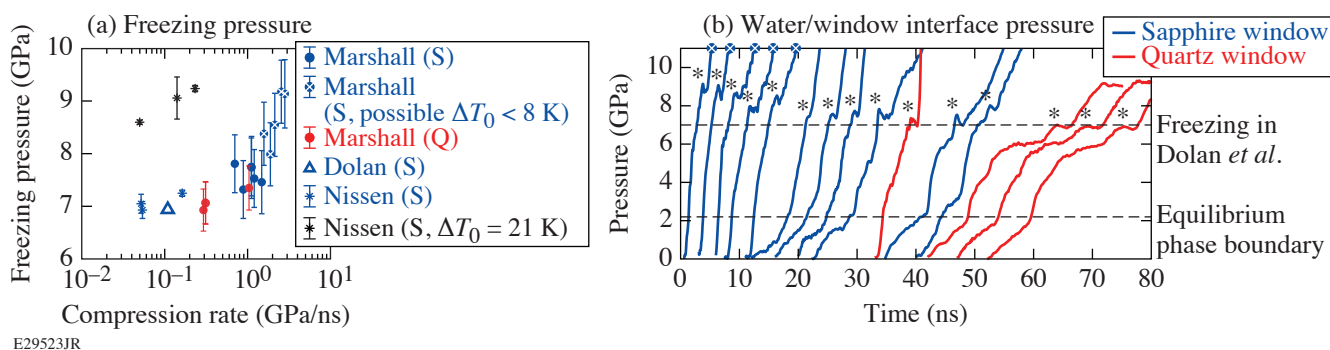 (a) Freezing pressure
Freezing pressure (GPa)
10
9
8
7
6
10–2
10–1
100
101
Compression rate (GPa/ns)
Marshall (S)
Marshall
(S, possible ΔT0 < 8 K)
Marshall (Q)
Dolan (S)
Nissen (S)
Nissen (S, ΔT0 = 21 K)
E29523JR
(b) Water/window interface pressure
Sapphire window
Quartz window
Pressure (GPa)
10
8
6
4
2
0
0
10
20
30
40
50
60
70
80
Time (ns)
* * * * * * * * * * * * * * *
Freezing in
Dolan et al.
Equilibrium
phase boundary